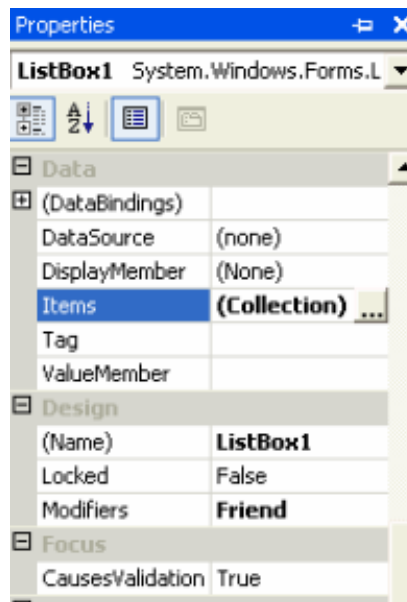 Properties
ListBox1 System.Windows.Forms.L
Data
(DataBindings)
DataSource (none)
DisplayMember (None)
Items (Collection) ...
Tag
ValueMember
Design
(Name) ListBox1
Locked False
Modifiers Friend
Focus
CausesValidation True